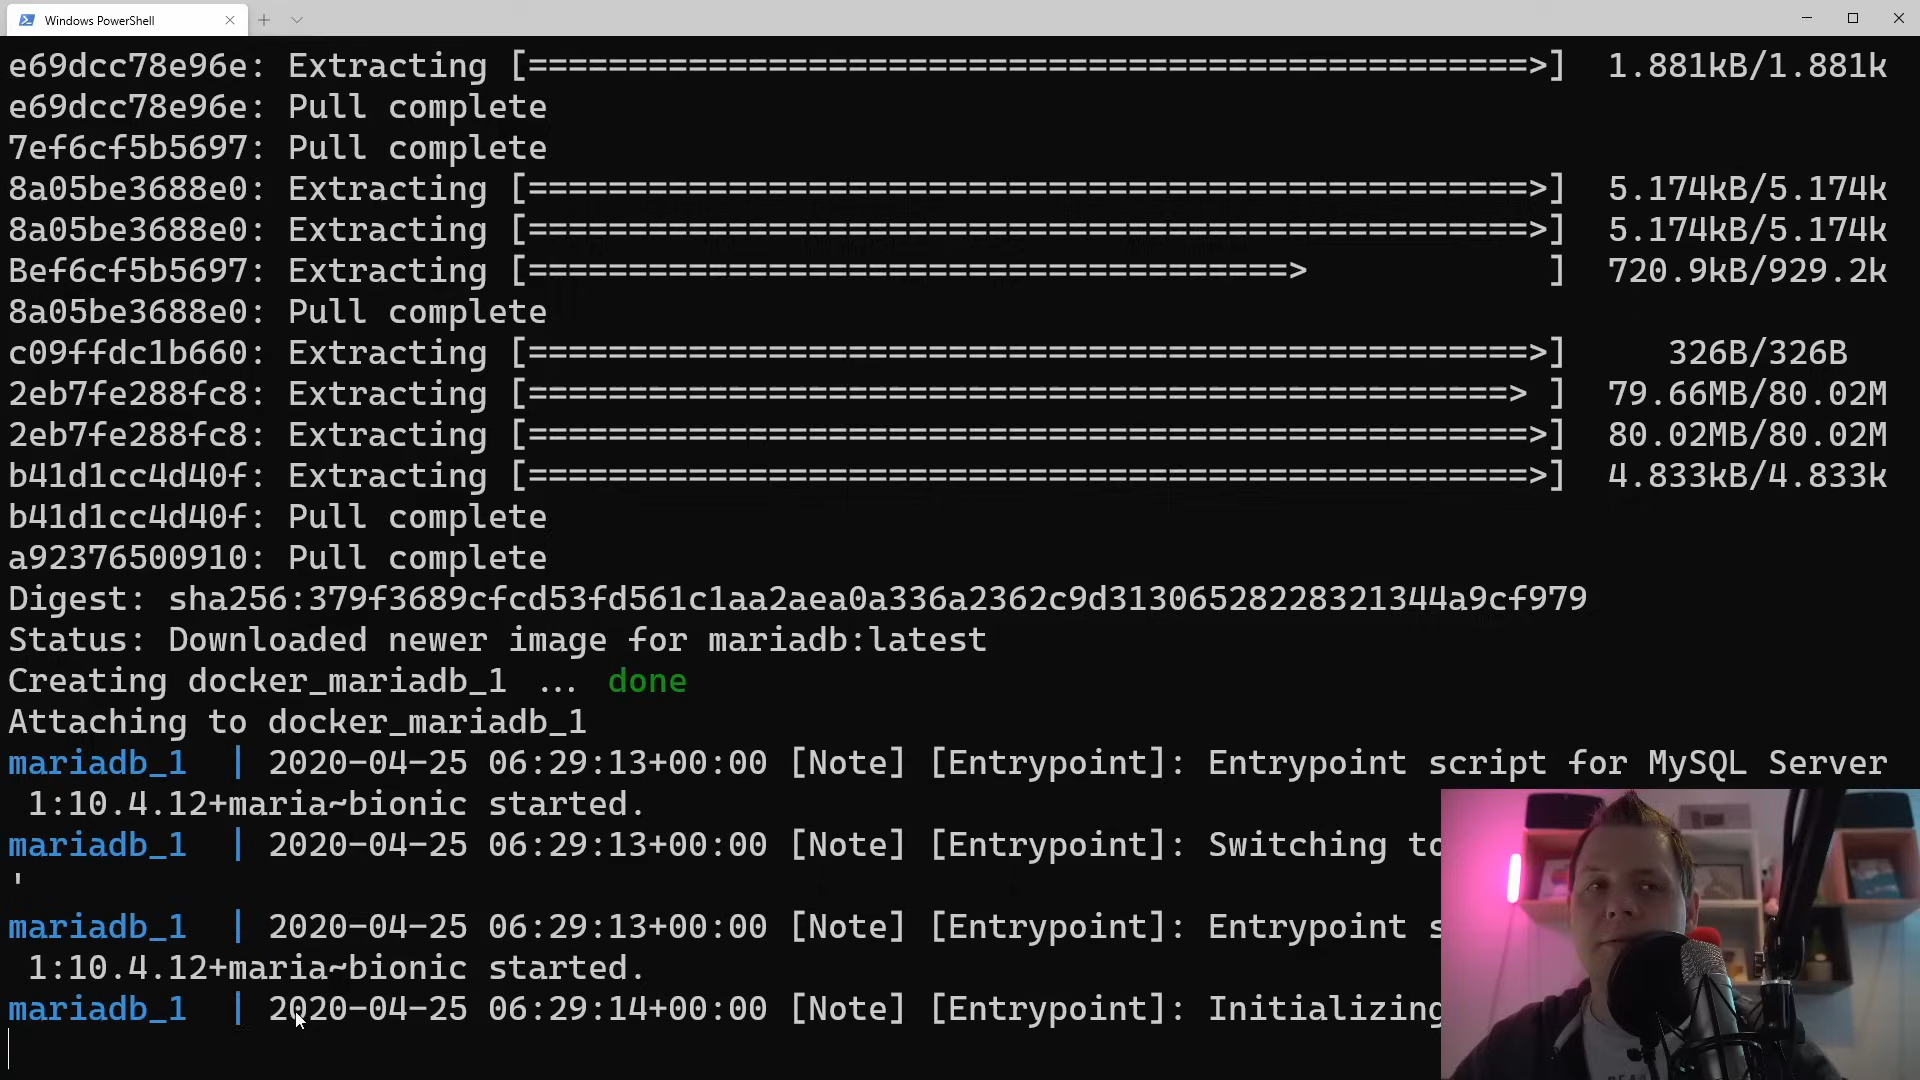 Windows PowerShell
e69dcc78e96e: Extracting [==================================================>]  1.881kB/1.881k
e69dcc78e96e: Pull complete
7ef6cf5b5697: Pull complete
8a05be3688e0: Extracting [==================================================>]  5.174kB/5.174k
8a05be3688e0: Extracting [==================================================>]  5.174kB/5.174k
Bef6cf5b5697: Extracting [======================================>            ]  720.9kB/929.2k
8a05be3688e0: Pull complete
c09ffdc1b660: Extracting [==================================================>]     326B/326B
2eb7fe288fc8: Extracting [=================================================> ]  79.66MB/80.02M
2eb7fe288fc8: Extracting [==================================================>]  80.02MB/80.02M
b41d1cc4d40f: Extracting [==================================================>]  4.833kB/4.833k
b41d1cc4d40f: Pull complete
a92376500910: Pull complete
Digest: sha256:379f3689cfcd53fd561c1aa2aea0a336a2362c9d31306528228321344a9cf979
Status: Downloaded newer image for mariadb:latest
Creating docker_mariadb_1 ... done
Attaching to docker_mariadb_1
mariadb_1  | 2020-04-25 06:29:13+00:00 [Note] [Entrypoint]: Entrypoint script for MySQL Server
 1:10.4.12+maria~bionic started.
mariadb_1  | 2020-04-25 06:29:13+00:00 [Note] [Entrypoint]: Switching to
'
mariadb_1  | 2020-04-25 06:29:13+00:00 [Note] [Entrypoint]: Entrypoint s
 1:10.4.12+maria~bionic started.
mariadb_1  | 2020-04-25 06:29:14+00:00 [Note] [Entrypoint]: Initializing